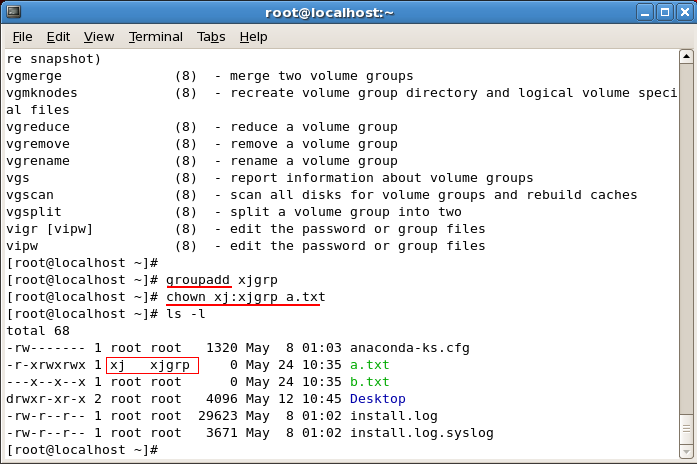 root@localhost:~
File Edit View Terminal Tabs Help
re snapshot)
vgmerge              (8)  - merge two volume groups
vgmknodes            (8)  - recreate volume group directory and logical volume speci
al files
vgreduce             (8)  - reduce a volume group
vgremove             (8)  - remove a volume group
vgrename             (8)  - rename a volume group
vgs                  (8)  - report information about volume groups
vgscan               (8)  - scan all disks for volume groups and rebuild caches
vgsplit              (8)  - split a volume group into two
vigr [vipw]          (8)  - edit the password or group files
vipw                 (8)  - edit the password or group files
[root@localhost ~]#
[root@localhost ~]# groupadd xjgrp
[root@localhost ~]# chown xj:xjgrp a.txt
[root@localhost ~]# ls -l
total 68
-rw------- 1 root root   1320 May  8 01:03 anaconda-ks.cfg
-r-xrwxrwx 1 xj   xjgrp     0 May 24 10:35 a.txt
---x--x--x 1 root root      0 May 24 10:35 b.txt
drwxr-xr-x 2 root root   4096 May 12 10:45 Desktop
-rw-r--r-- 1 root root  29623 May  8 01:02 install.log
-rw-r--r-- 1 root root   3671 May  8 01:02 install.log.syslog
[root@localhost ~]#